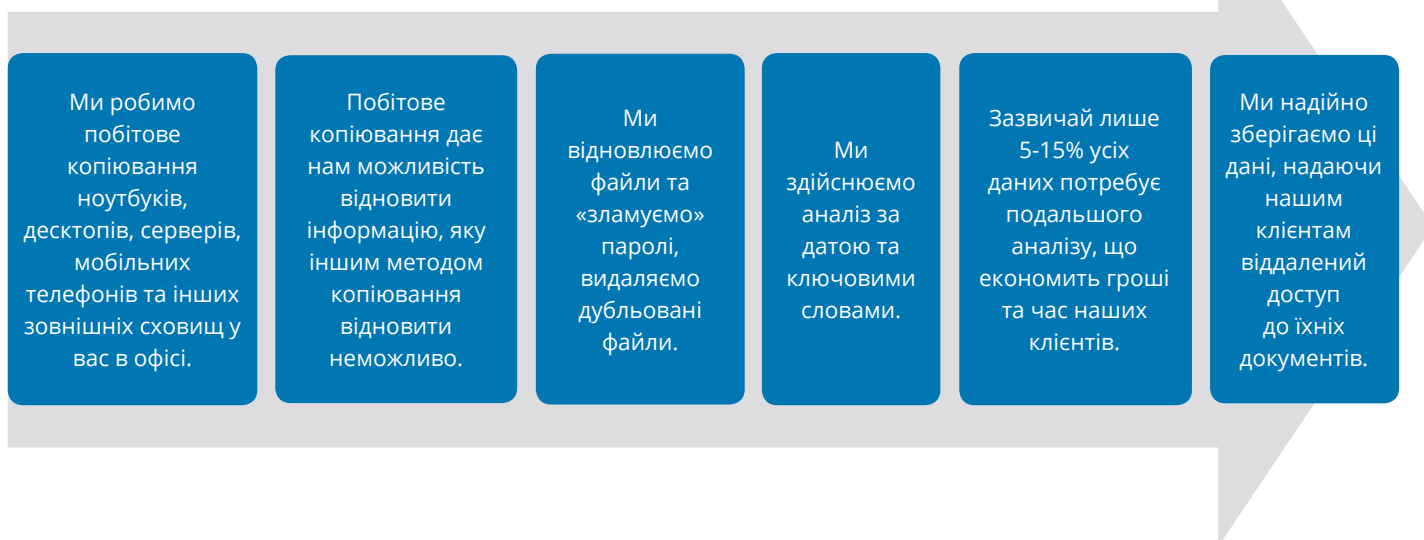 Ми робимо
побітове
копіювання
ноутбуків,
десктопів, серверів,
мобільних
телефонів та інших
зовнішніх сховищ у
вас в офісі.
Побітове
копіювання дає
нам можливість
відновити
інформацію, яку
іншим методом
копіювання
відновити
неможливо.
Ми
відновлюємо
файли та
«зламуємо»
паролі,
видаляємо
дубльовані
файли.
Ми
здійснюємо
аналіз за
датою та
ключовими
словами.
Зазвичай лише
5-15% усіх
даних потребує
подальшого
аналізу, що
економить гроші
та час наших
клієнтів.
Ми надійно
зберігаємо ці
дані, надаючи
нашим
клієнтам
віддалений
доступ
до їхніх
документів.